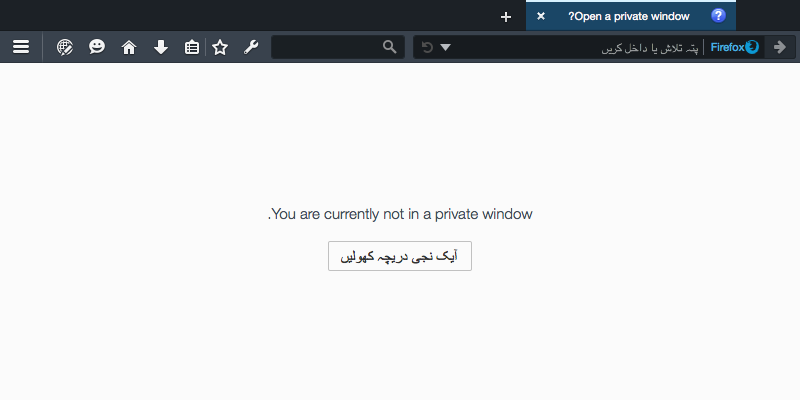 ?Open a private window
Firefox پتہ تلاش یا داخل کریں
.You are currently not in a private window
آیک نجی دریچہ کھولیں